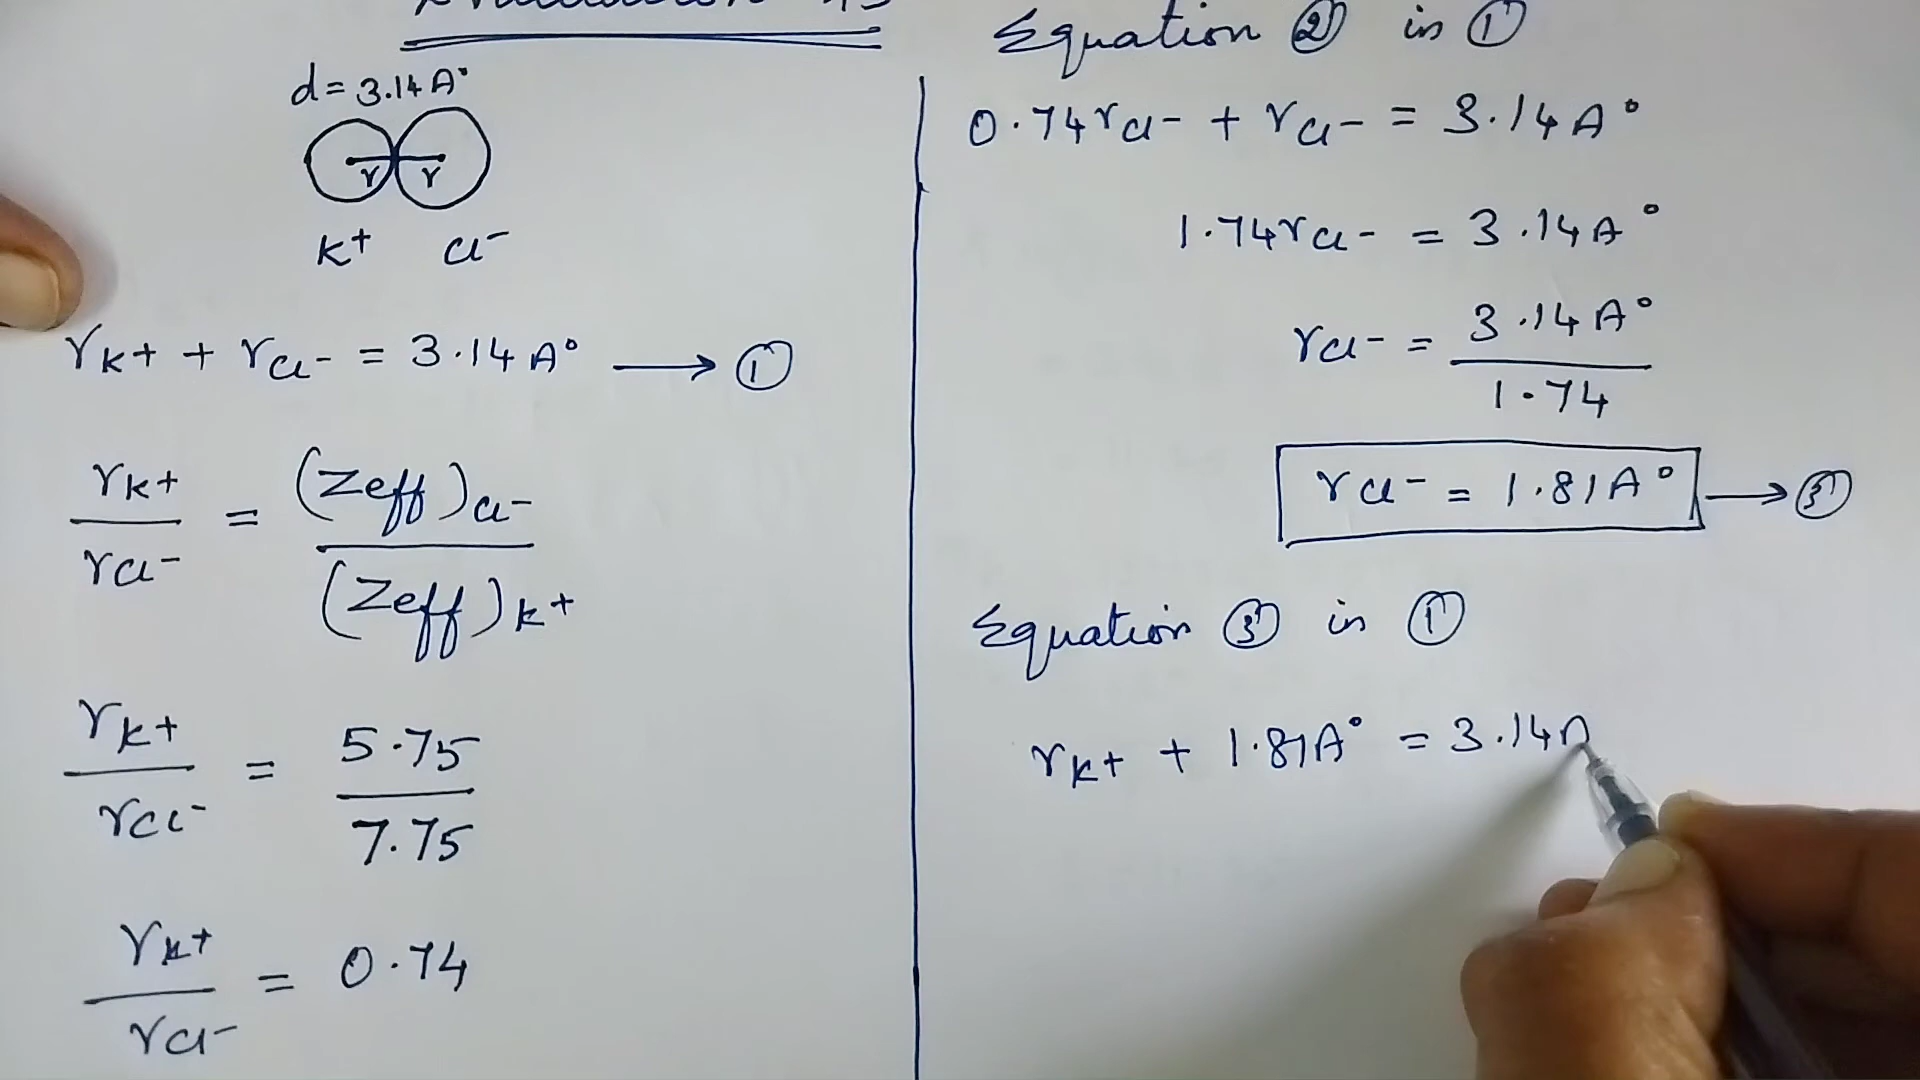 d = 3.14 A°
r r
K+ Cl-
rK+ + rCl- = 3.14 A° → ①
rK+ / rCl- = (Zeff)Cl- / (Zeff)K+
rK+ / rCl- = 5.75 / 7.75
rK+ / rCl- = 0.74
Equation ② in ①
0.74 rCl- + rCl- = 3.14 A°
1.74 rCl- = 3.14 A°
rCl- = 3.14 A° / 1.74
rCl- = 1.81 A° → ③
Equation ③ in ①
rK+ + 1.81 A° = 3.14 A